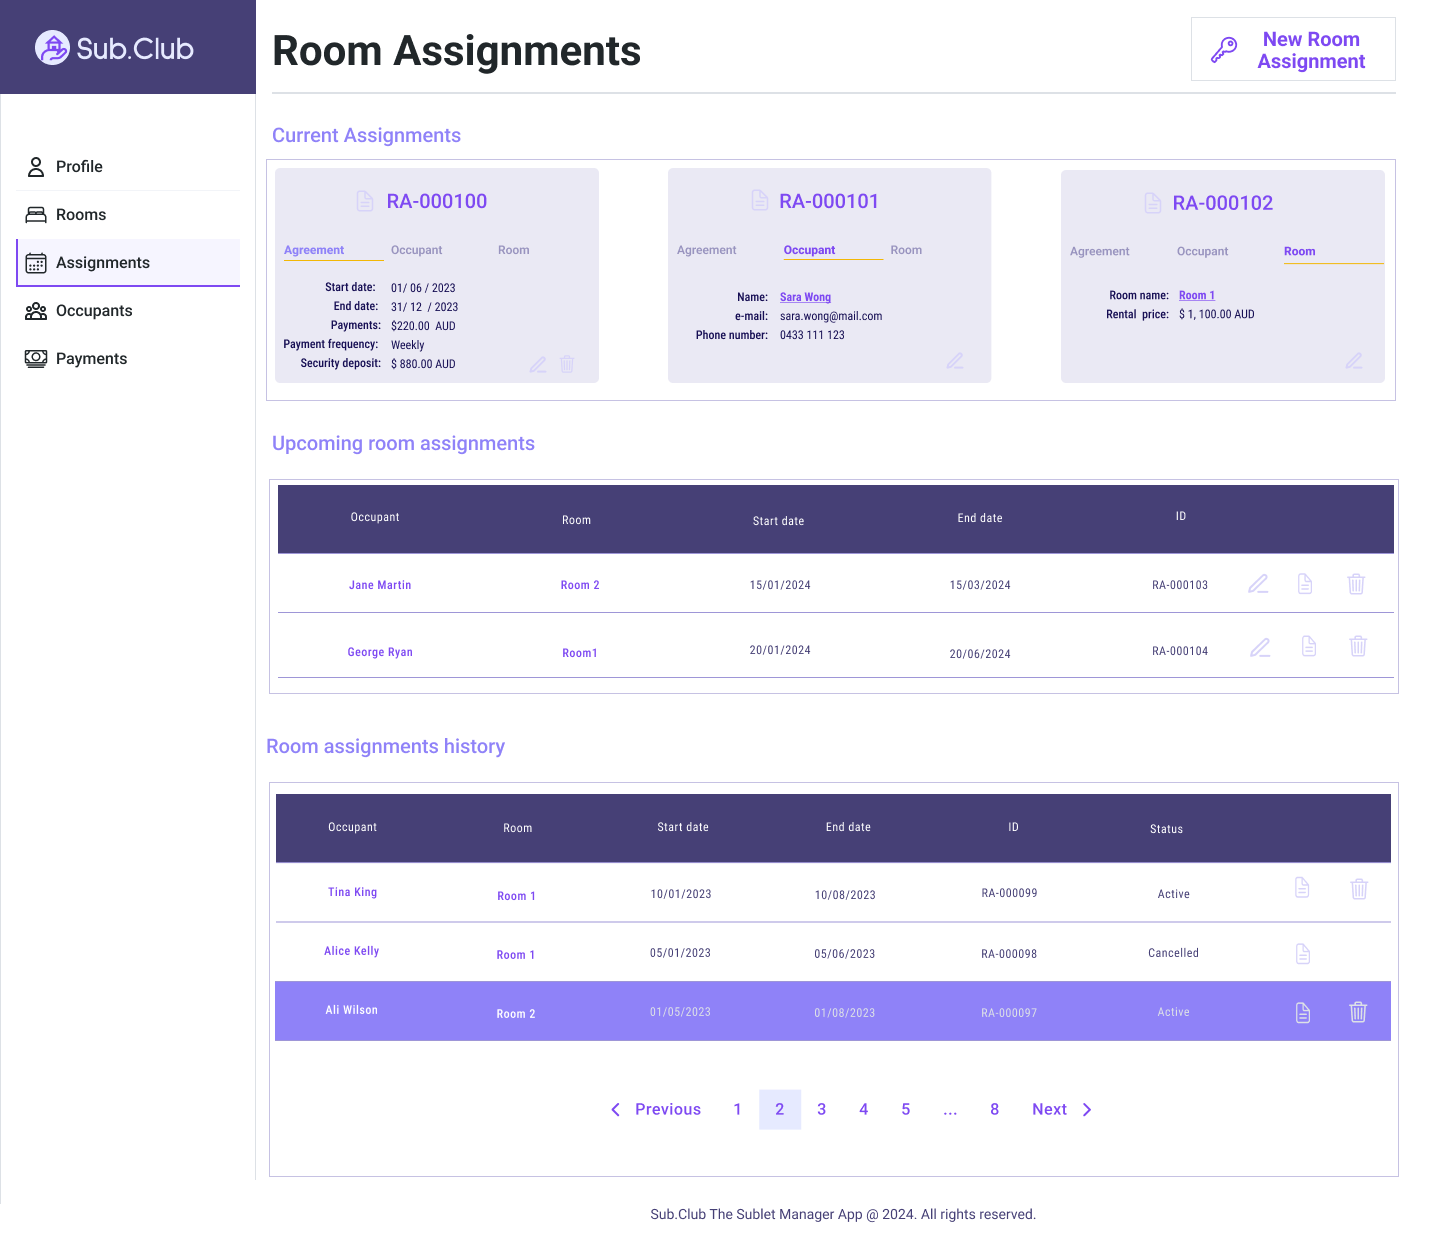 Sub.Club
Room Assignments
New Room
Assignment
Profile
Rooms
Assignments
Occupants
Payments
Current Assignments
RA-000100
Agreement Occupant Room
Start date: 01/ 06 / 2023
End date: 31/ 12 / 2023
Payments: $220.00 AUD
Payment frequency: Weekly
Security deposit: $ 880.00 AUD
RA-000101
Agreement Occupant Room
Name: Sara Wong
e-mail: sara.wong@mail.com
Phone number: 0433 111 123
RA-000102
Agreement Occupant Room
Room name: Room 1
Rental price: $ 1, 100.00 AUD
Upcoming room assignments
Occupant Room Start date End date ID
Jane Martin Room 2 15/01/2024 15/03/2024 RA-000103
George Ryan Room1 20/01/2024 20/06/2024 RA-000104
Room assignments history
Occupant Room Start date End date ID Status
Tina King Room 1 10/01/2023 10/08/2023 RA-000099 Active
Alice Kelly Room 1 05/01/2023 05/06/2023 RA-000098 Cancelled
Ali Wilson Room 2 01/05/2023 01/08/2023 RA-000097 Active
Previous 1 2 3 4 5 ... 8 Next
Sub.Club The Sublet Manager App @ 2024. All rights reserved.